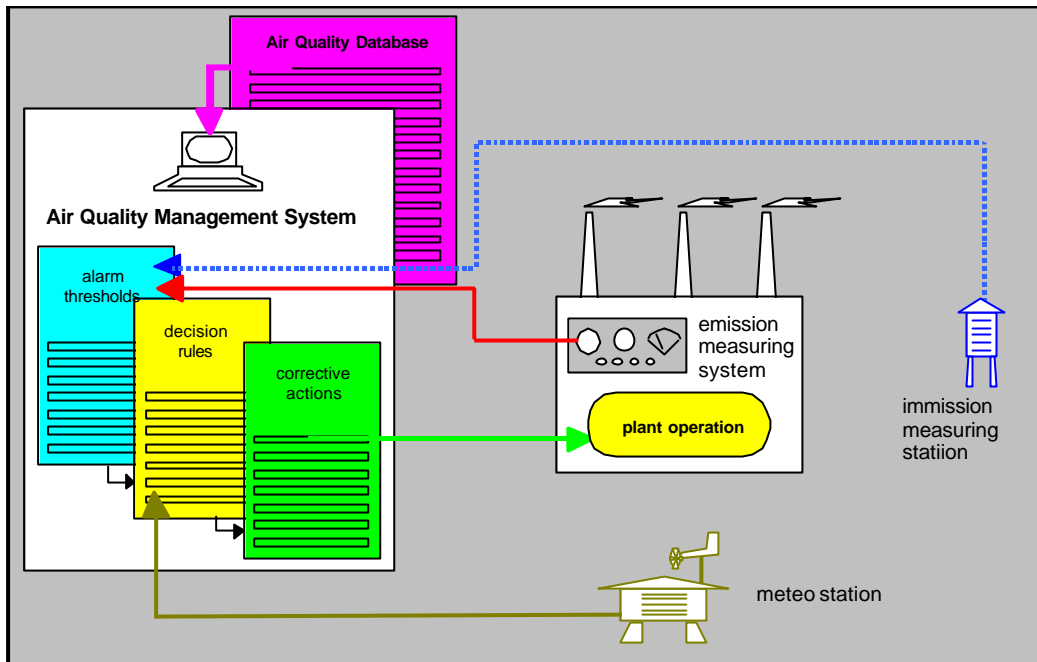 Air Quality Database
Air Quality Management System
alarm
thresholds
decision
rules
corrective
actions
emission
measuring
system
plant operation
immission
measuring
statiion
meteo station